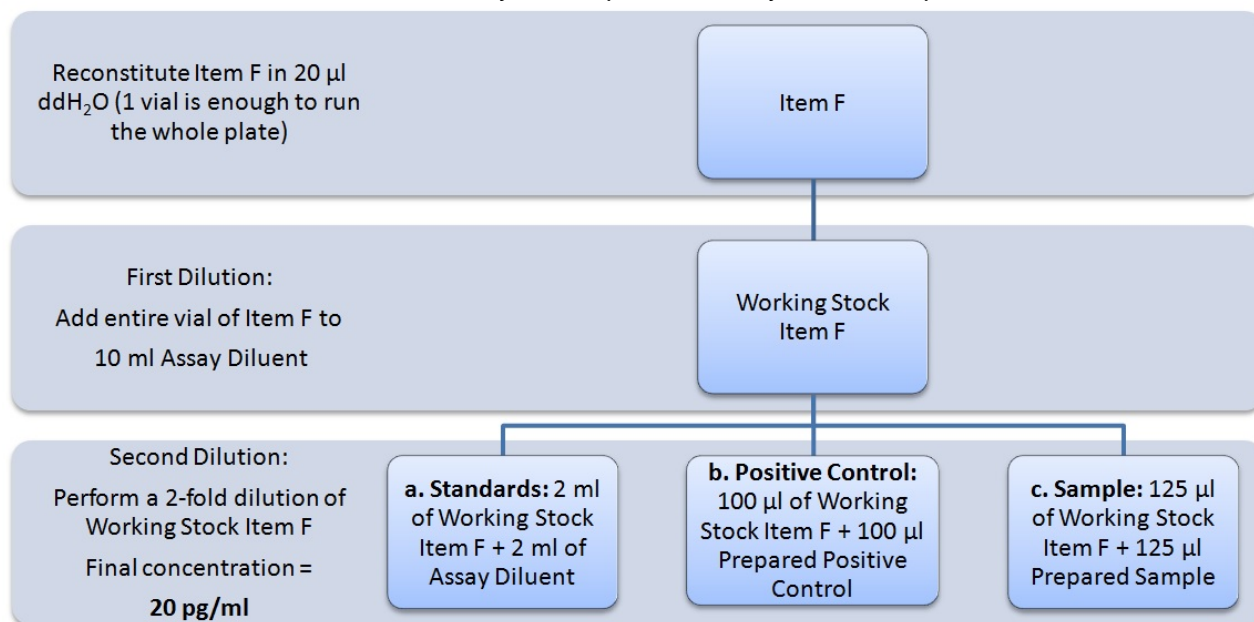 Reconstitute Item F in 20 µl
ddH₂O (1 vial is enough to run
the whole plate)
Item F
First Dilution:
Add entire vial of Item F to
10 ml Assay Diluent
Working Stock
Item F
Second Dilution:
Perform a 2-fold dilution of
Working Stock Item F
Final concentration =
20 pg/ml
a. Standards: 2 ml
of Working Stock
Item F + 2 ml of
Assay Diluent
b. Positive Control:
100 µl of Working
Stock Item F + 100 µl
Prepared Positive
Control
c. Sample: 125 µl
of Working Stock
Item F + 125 µl
Prepared Sample